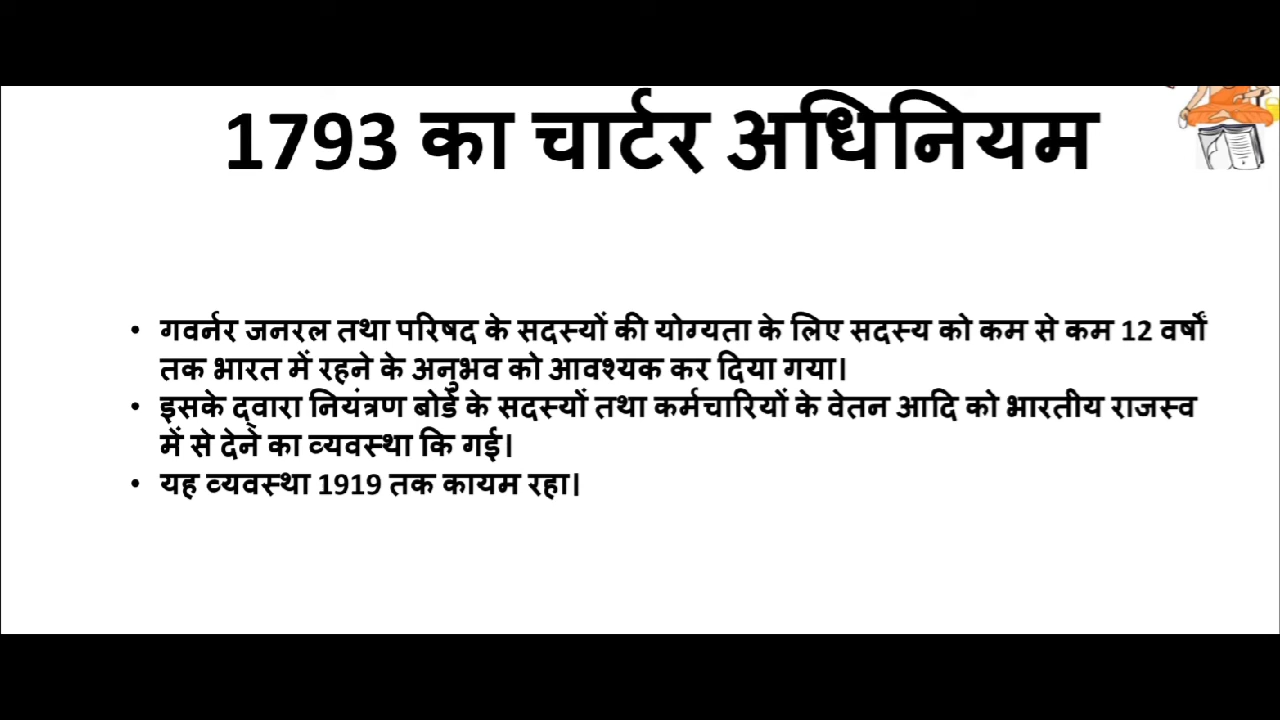 1793 का चार्टर अधिनियम
• गवर्नर जनरल तथा परिषद के सदस्यों की योग्यता के लिए सदस्य को कम से कम 12 वर्षों
तक भारत में रहने के अनुभव को आवश्यक कर दिया गया।
• इसके द्वारा नियंत्रण बोर्ड के सदस्यों तथा कर्मचारियों के वेतन आदि को भारतीय राजस्व
में से देने का व्यवस्था कि गई।
• यह व्यवस्था 1919 तक कायम रहा।